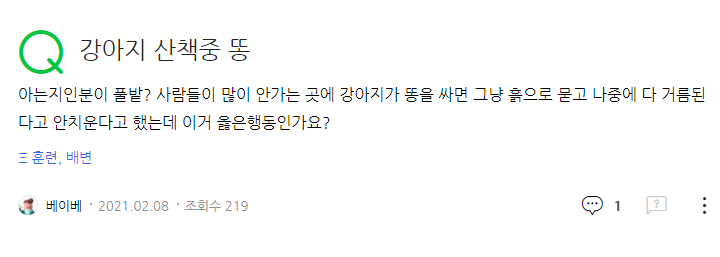 강아지 산책중 똥
아는지인분이 풀밭? 사람들이 많이 안가는 곳에 강아지가 똥을 싸면 그냥 흙으로 묻고 나중에 다 거름된
다고 안치운다고 했는데 이거 옳은행동인가요?
훈련, 배변
베이베 · 2021.02.08 · 조회수 219 1